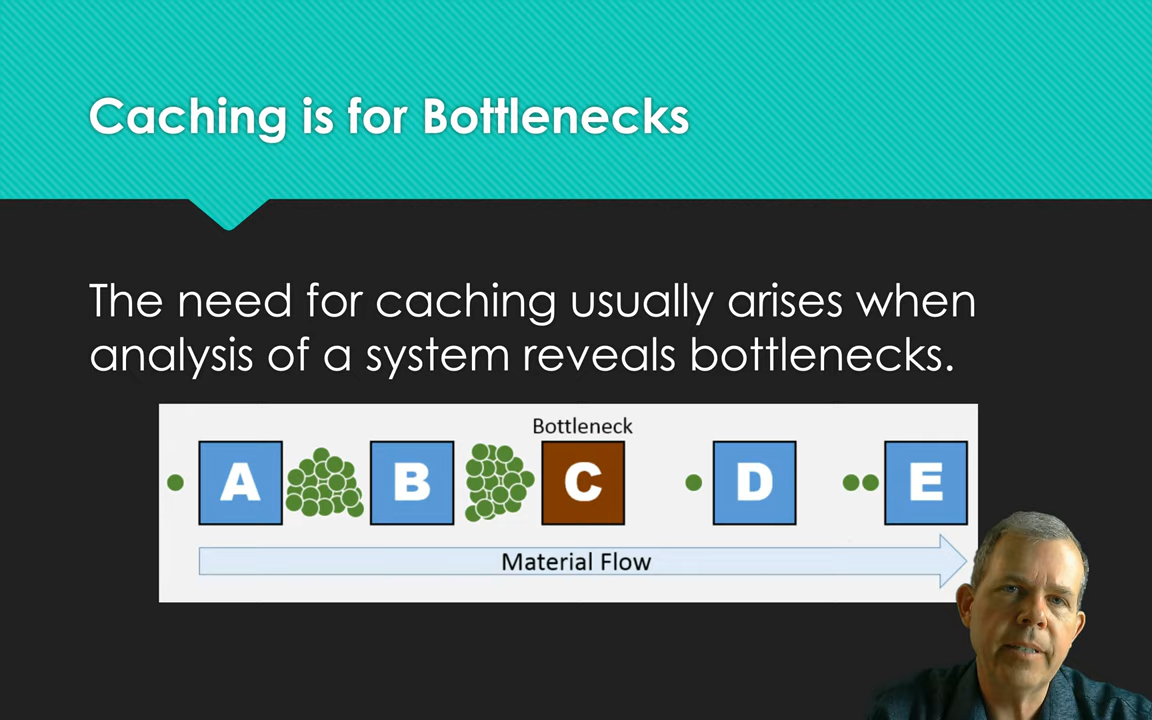 Caching is for Bottlenecks
The need for caching usually arises when
analysis of a system reveals bottlenecks.
Bottleneck
A B C D E
Material Flow